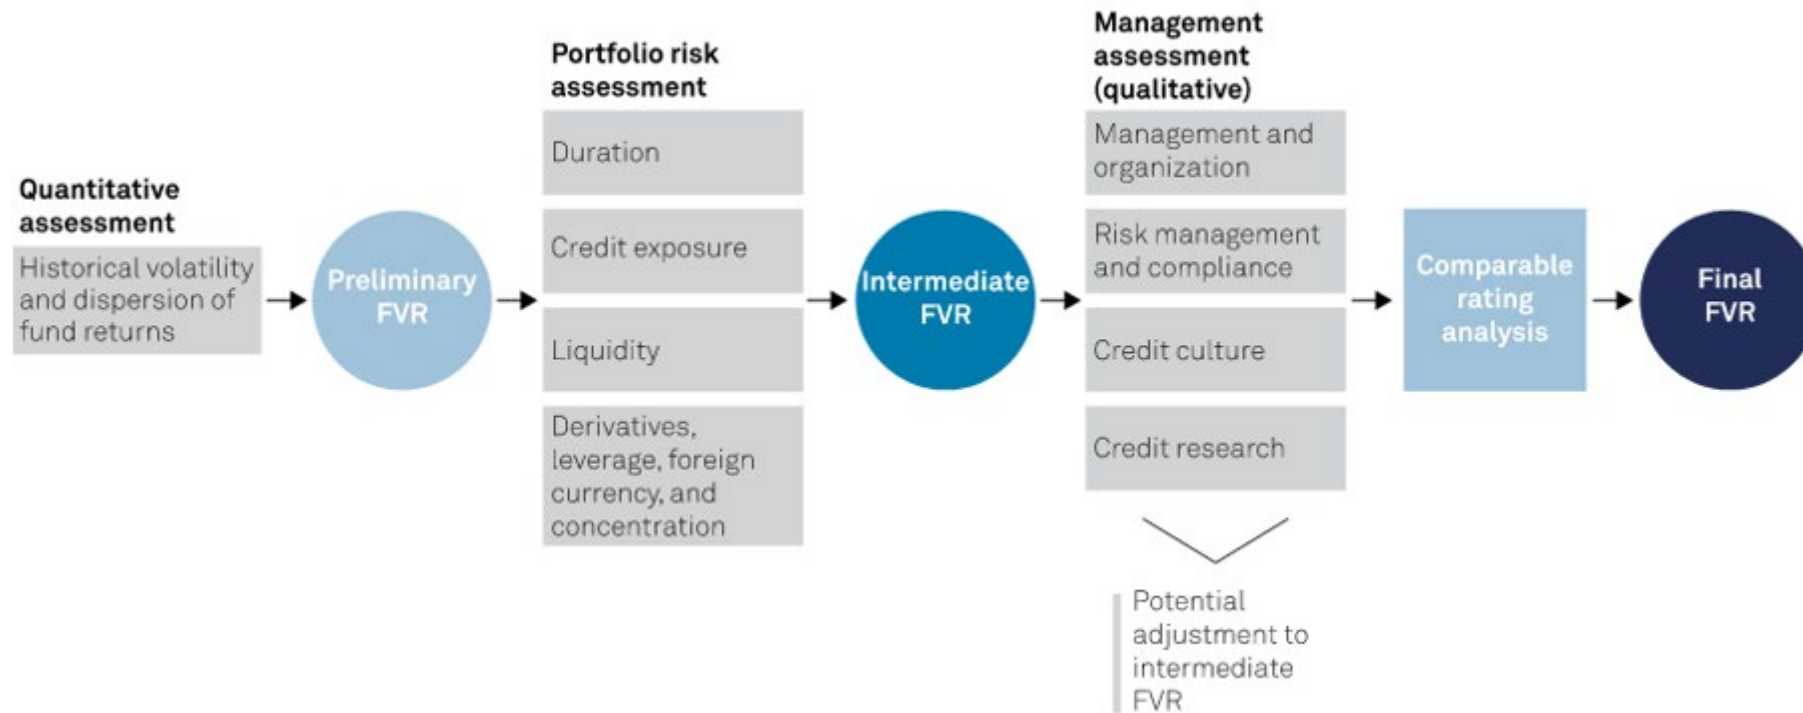 Quantitative
assessment
Historical volatility
and dispersion of
fund returns
Preliminary
FVR
Portfolio risk
assessment
Duration
Credit exposure
Liquidity
Derivatives,
leverage, foreign
currency, and
concentration
Intermediate
FVR
Management
assessment
(qualitative)
Management and
organization
Risk management
and compliance
Credit culture
Credit research
Potential
adjustment to
intermediate
FVR
Comparable
rating
analysis
Final
FVR